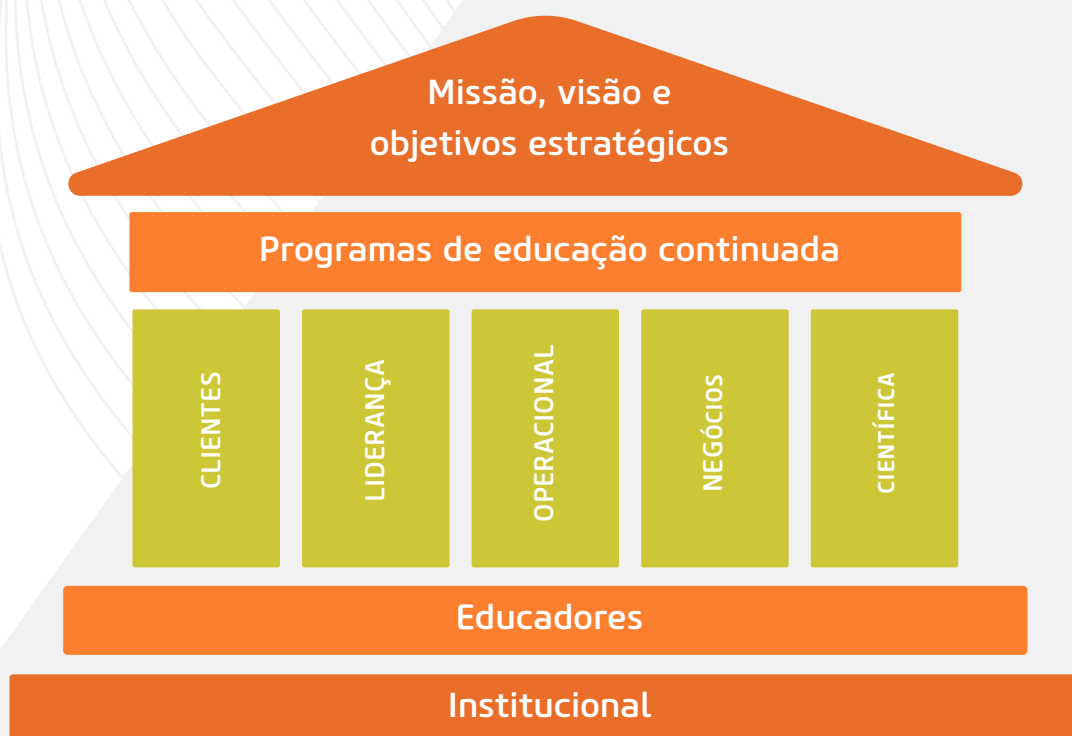 Missão, visão e
objetivos estratégicos
Programas de educação continuada
CLIENTES
LIDERANÇA
OPERACIONAL
NEGÓCIOS
CIENTÍFICA
Educadores
Institucional